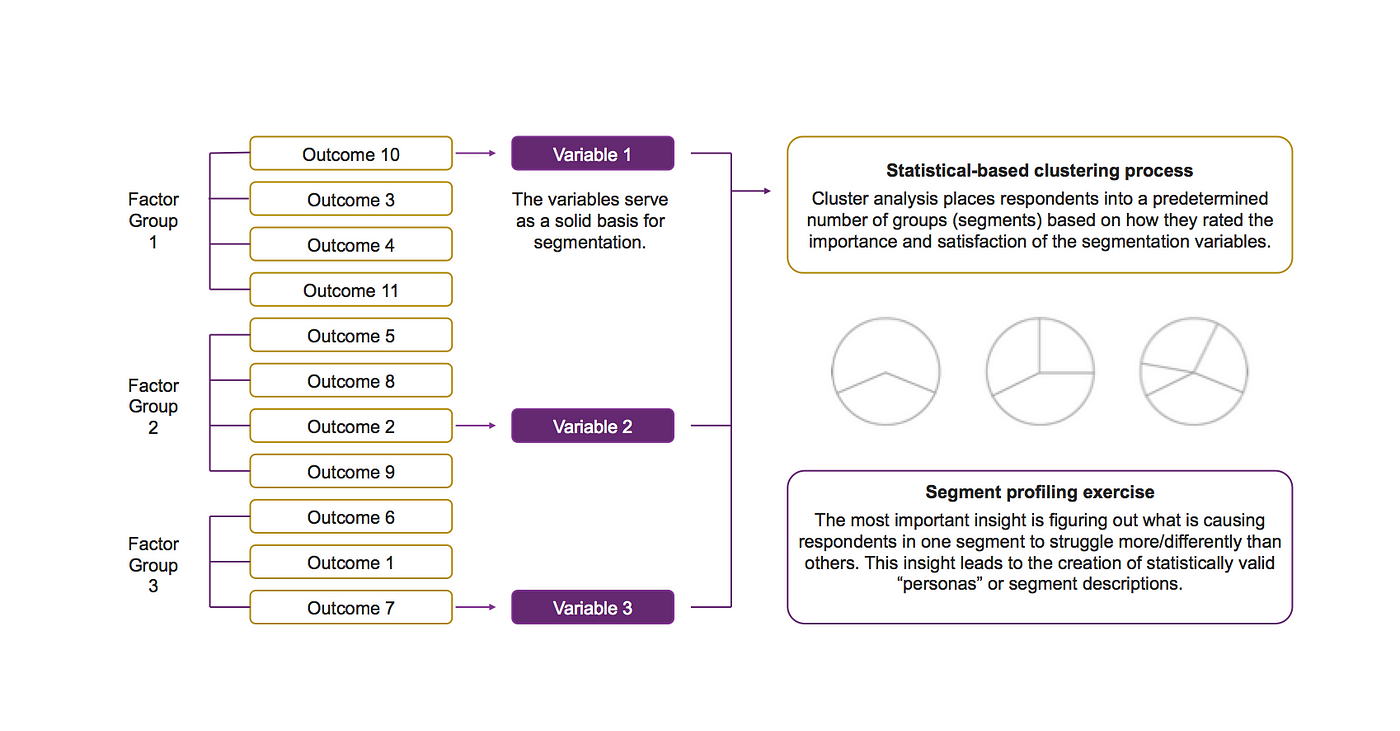 Factor
Group
1
Outcome 10
Outcome 3
Outcome 4
Outcome 11
Factor
Group
2
Outcome 5
Outcome 8
Outcome 2
Outcome 9
Factor
Group
3
Outcome 6
Outcome 1
Outcome 7
Variable 1
The variables serve
as a solid basis for
segmentation.
Variable 2
Variable 3
Statistical-based clustering process
Cluster analysis places respondents into a predetermined
number of groups (segments) based on how they rated the
importance and satisfaction of the segmentation variables.
Segment profiling exercise
The most important insight is figuring out what is causing
respondents in one segment to struggle more/differently than
others. This insight leads to the creation of statistically valid
“personas” or segment descriptions.